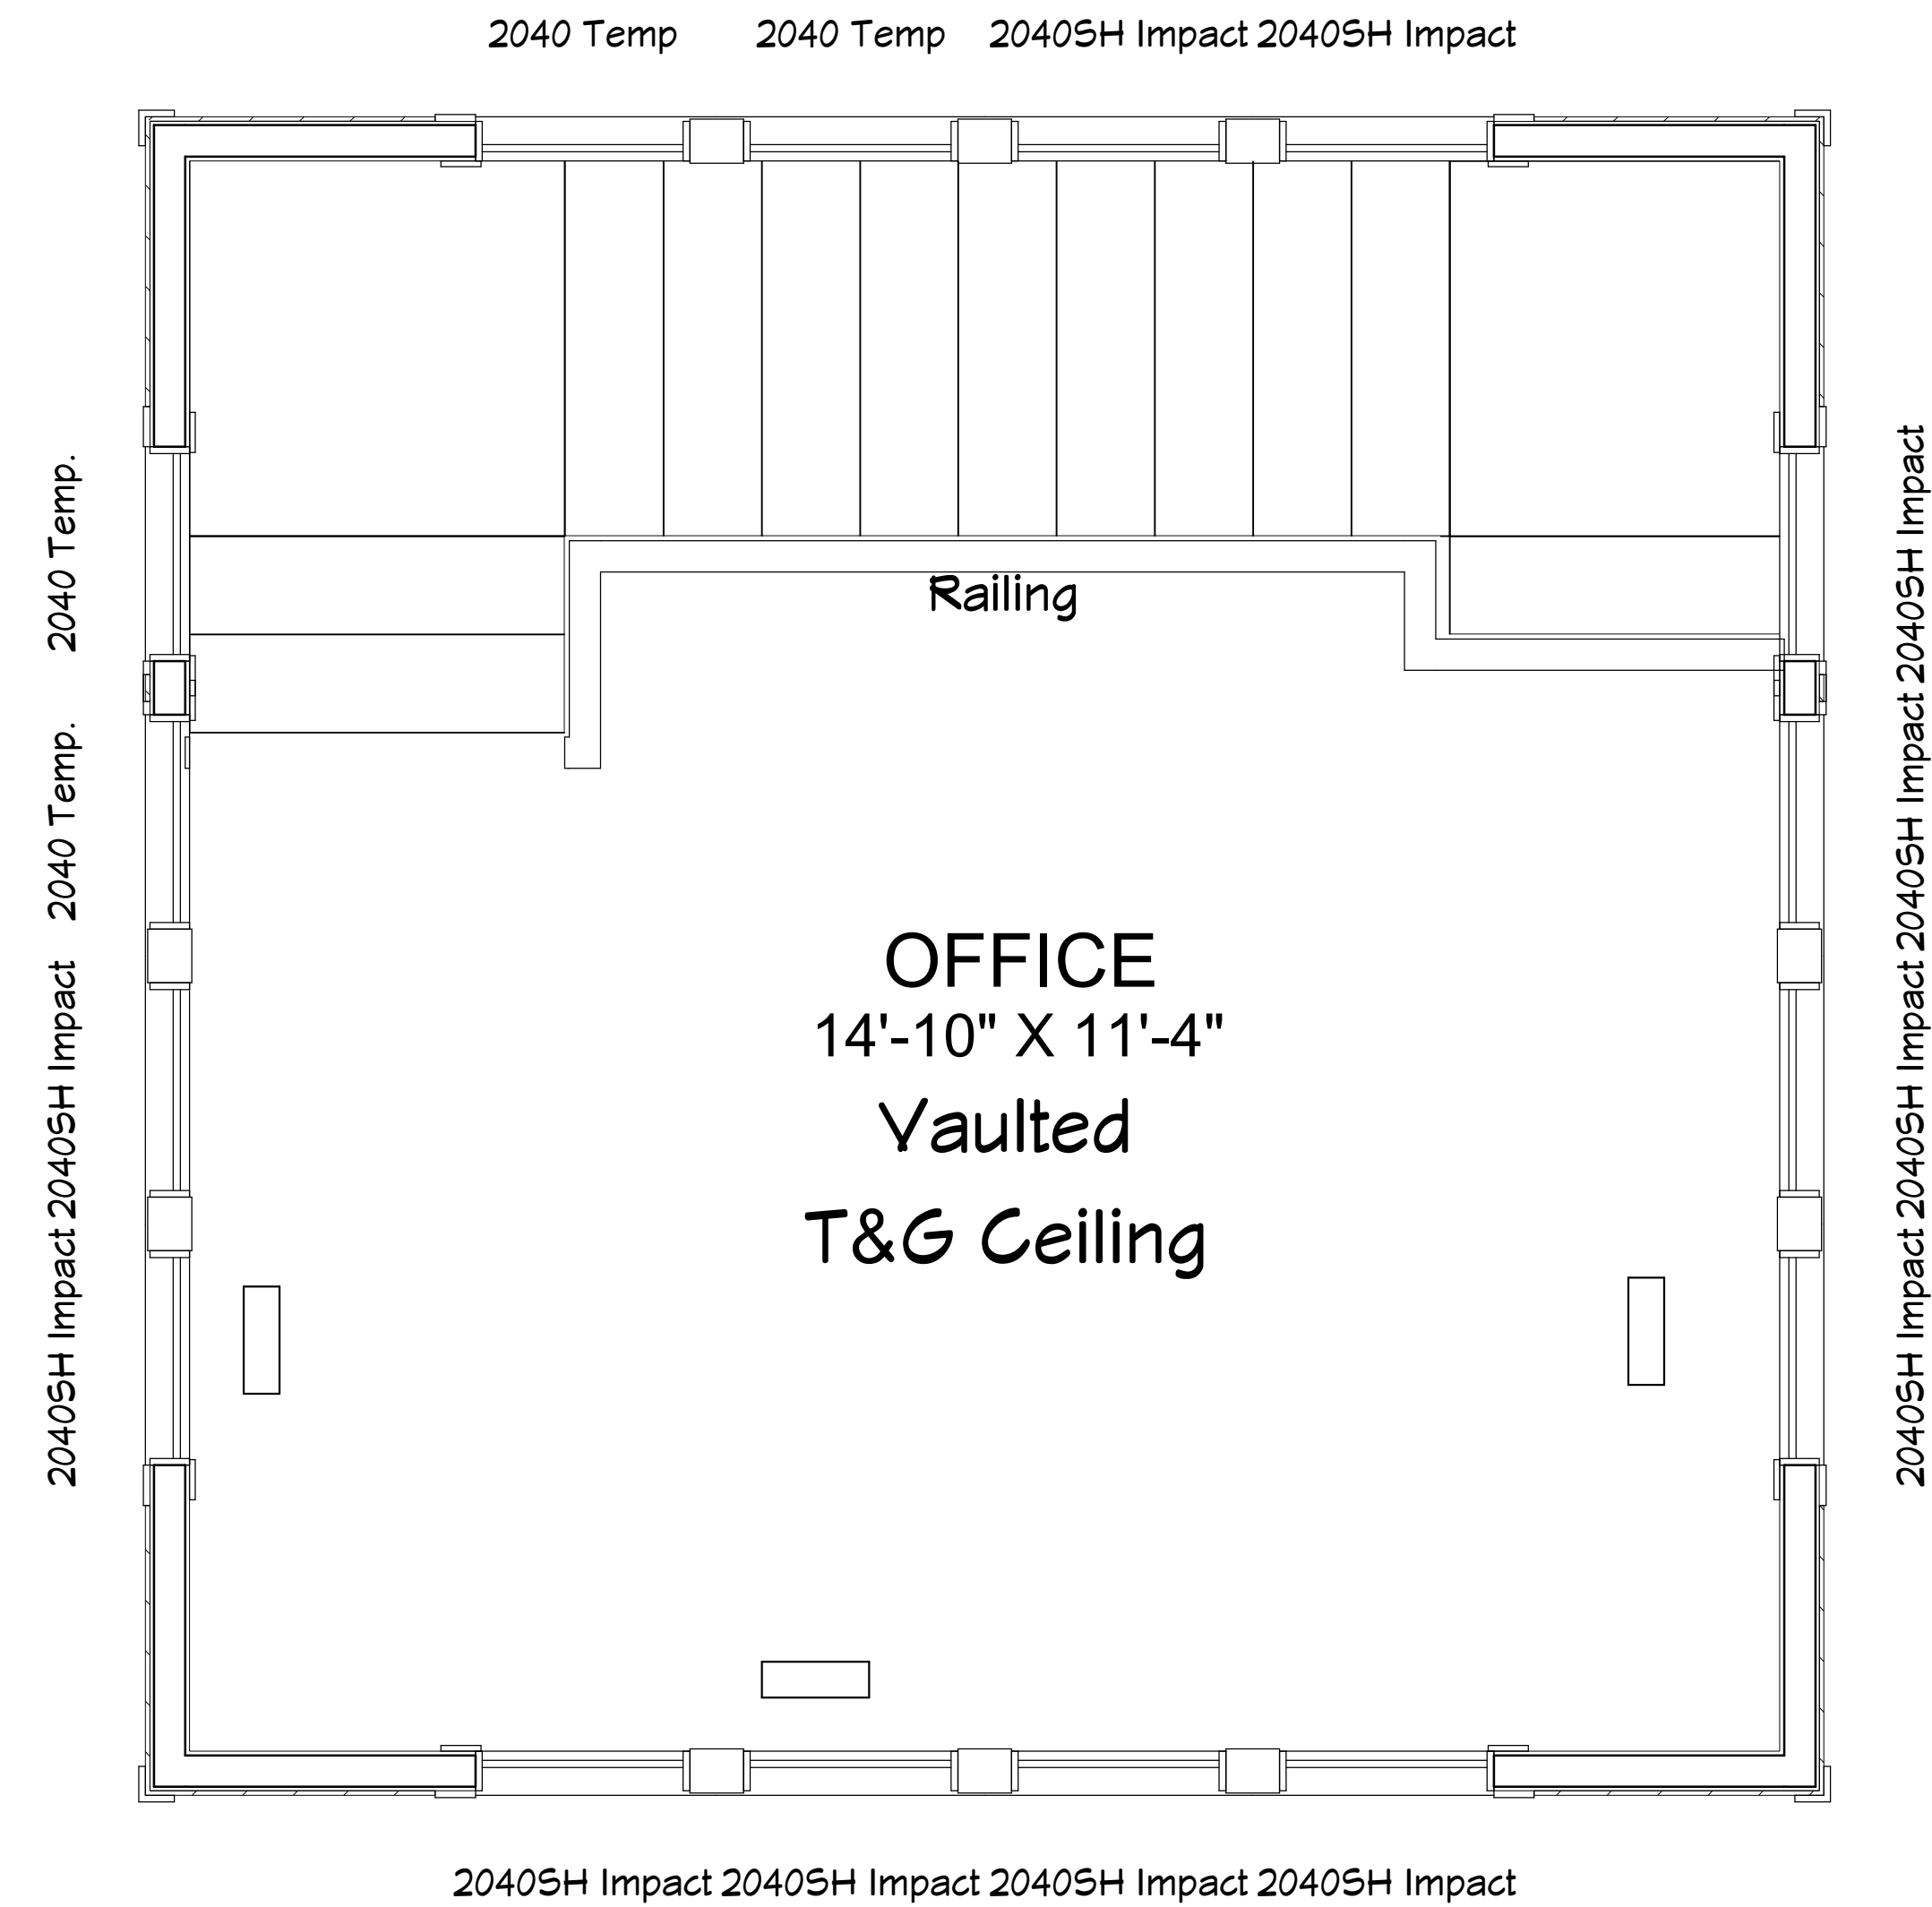 2040 Temp 2040 Temp 2040SH Impact 2040SH Impact
2040 Temp.
2040 Temp.
2040SH Impact
2040SH Impact
Railing
OFFICE
14'-10" X 11'-4"
Vaulted
T&G Ceiling
2040SH Impact
2040SH Impact
2040SH Impact
2040SH Impact
2040SH Impact 2040SH Impact 2040SH Impact 2040SH Impact